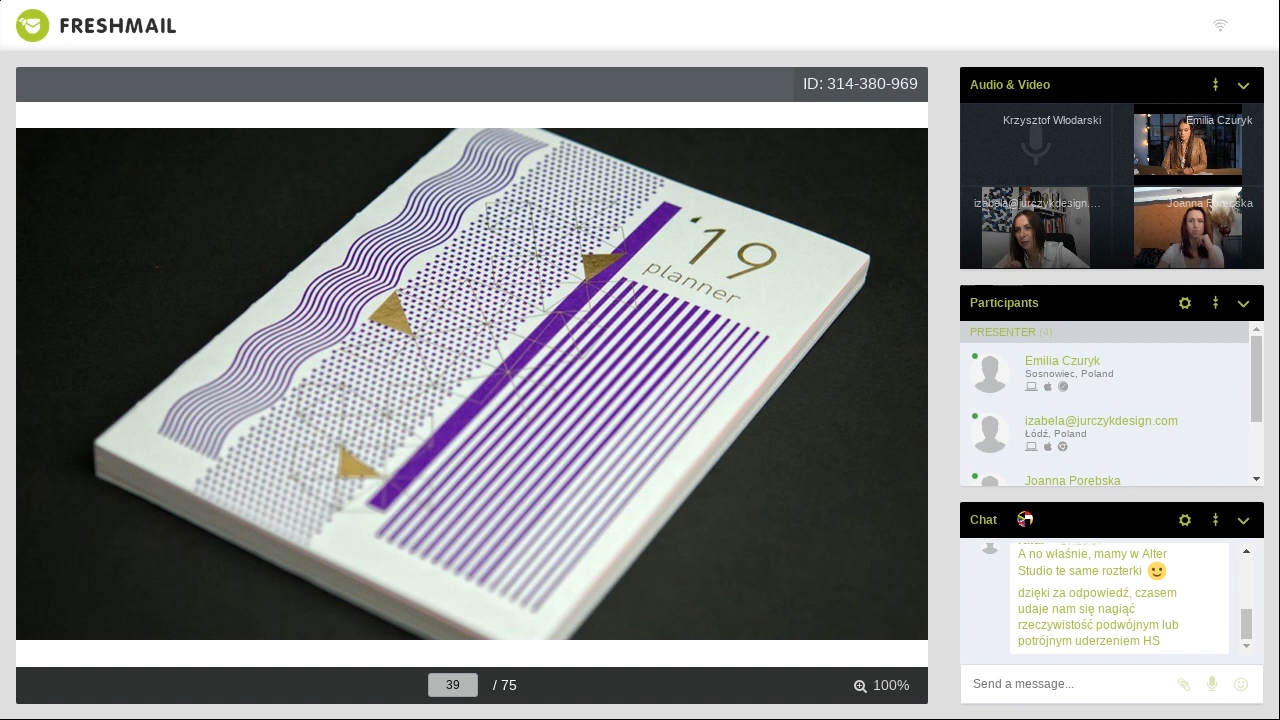 FRESHMAIL
ID: 314-380-969
'19
planner
39 / 75
100%
Audio & Video
Krzysztof Włodarski
Emilia Czuryk
izabela@jurczykdesign....
Joanna Porębska
Participants
PRESENTER (4)
Emilia Czuryk
Sosnowiec, Poland
izabela@jurczykdesign.com
Łódź, Poland
Joanna Porębska
Chat
A no właśnie, mamy w Alter
Studio te same rozterki
dzięki za odpowiedź, czasem
udaje nam się nagiąć
rzeczywistość podwójnym lub
potrójnym uderzeniem HS
Send a message...